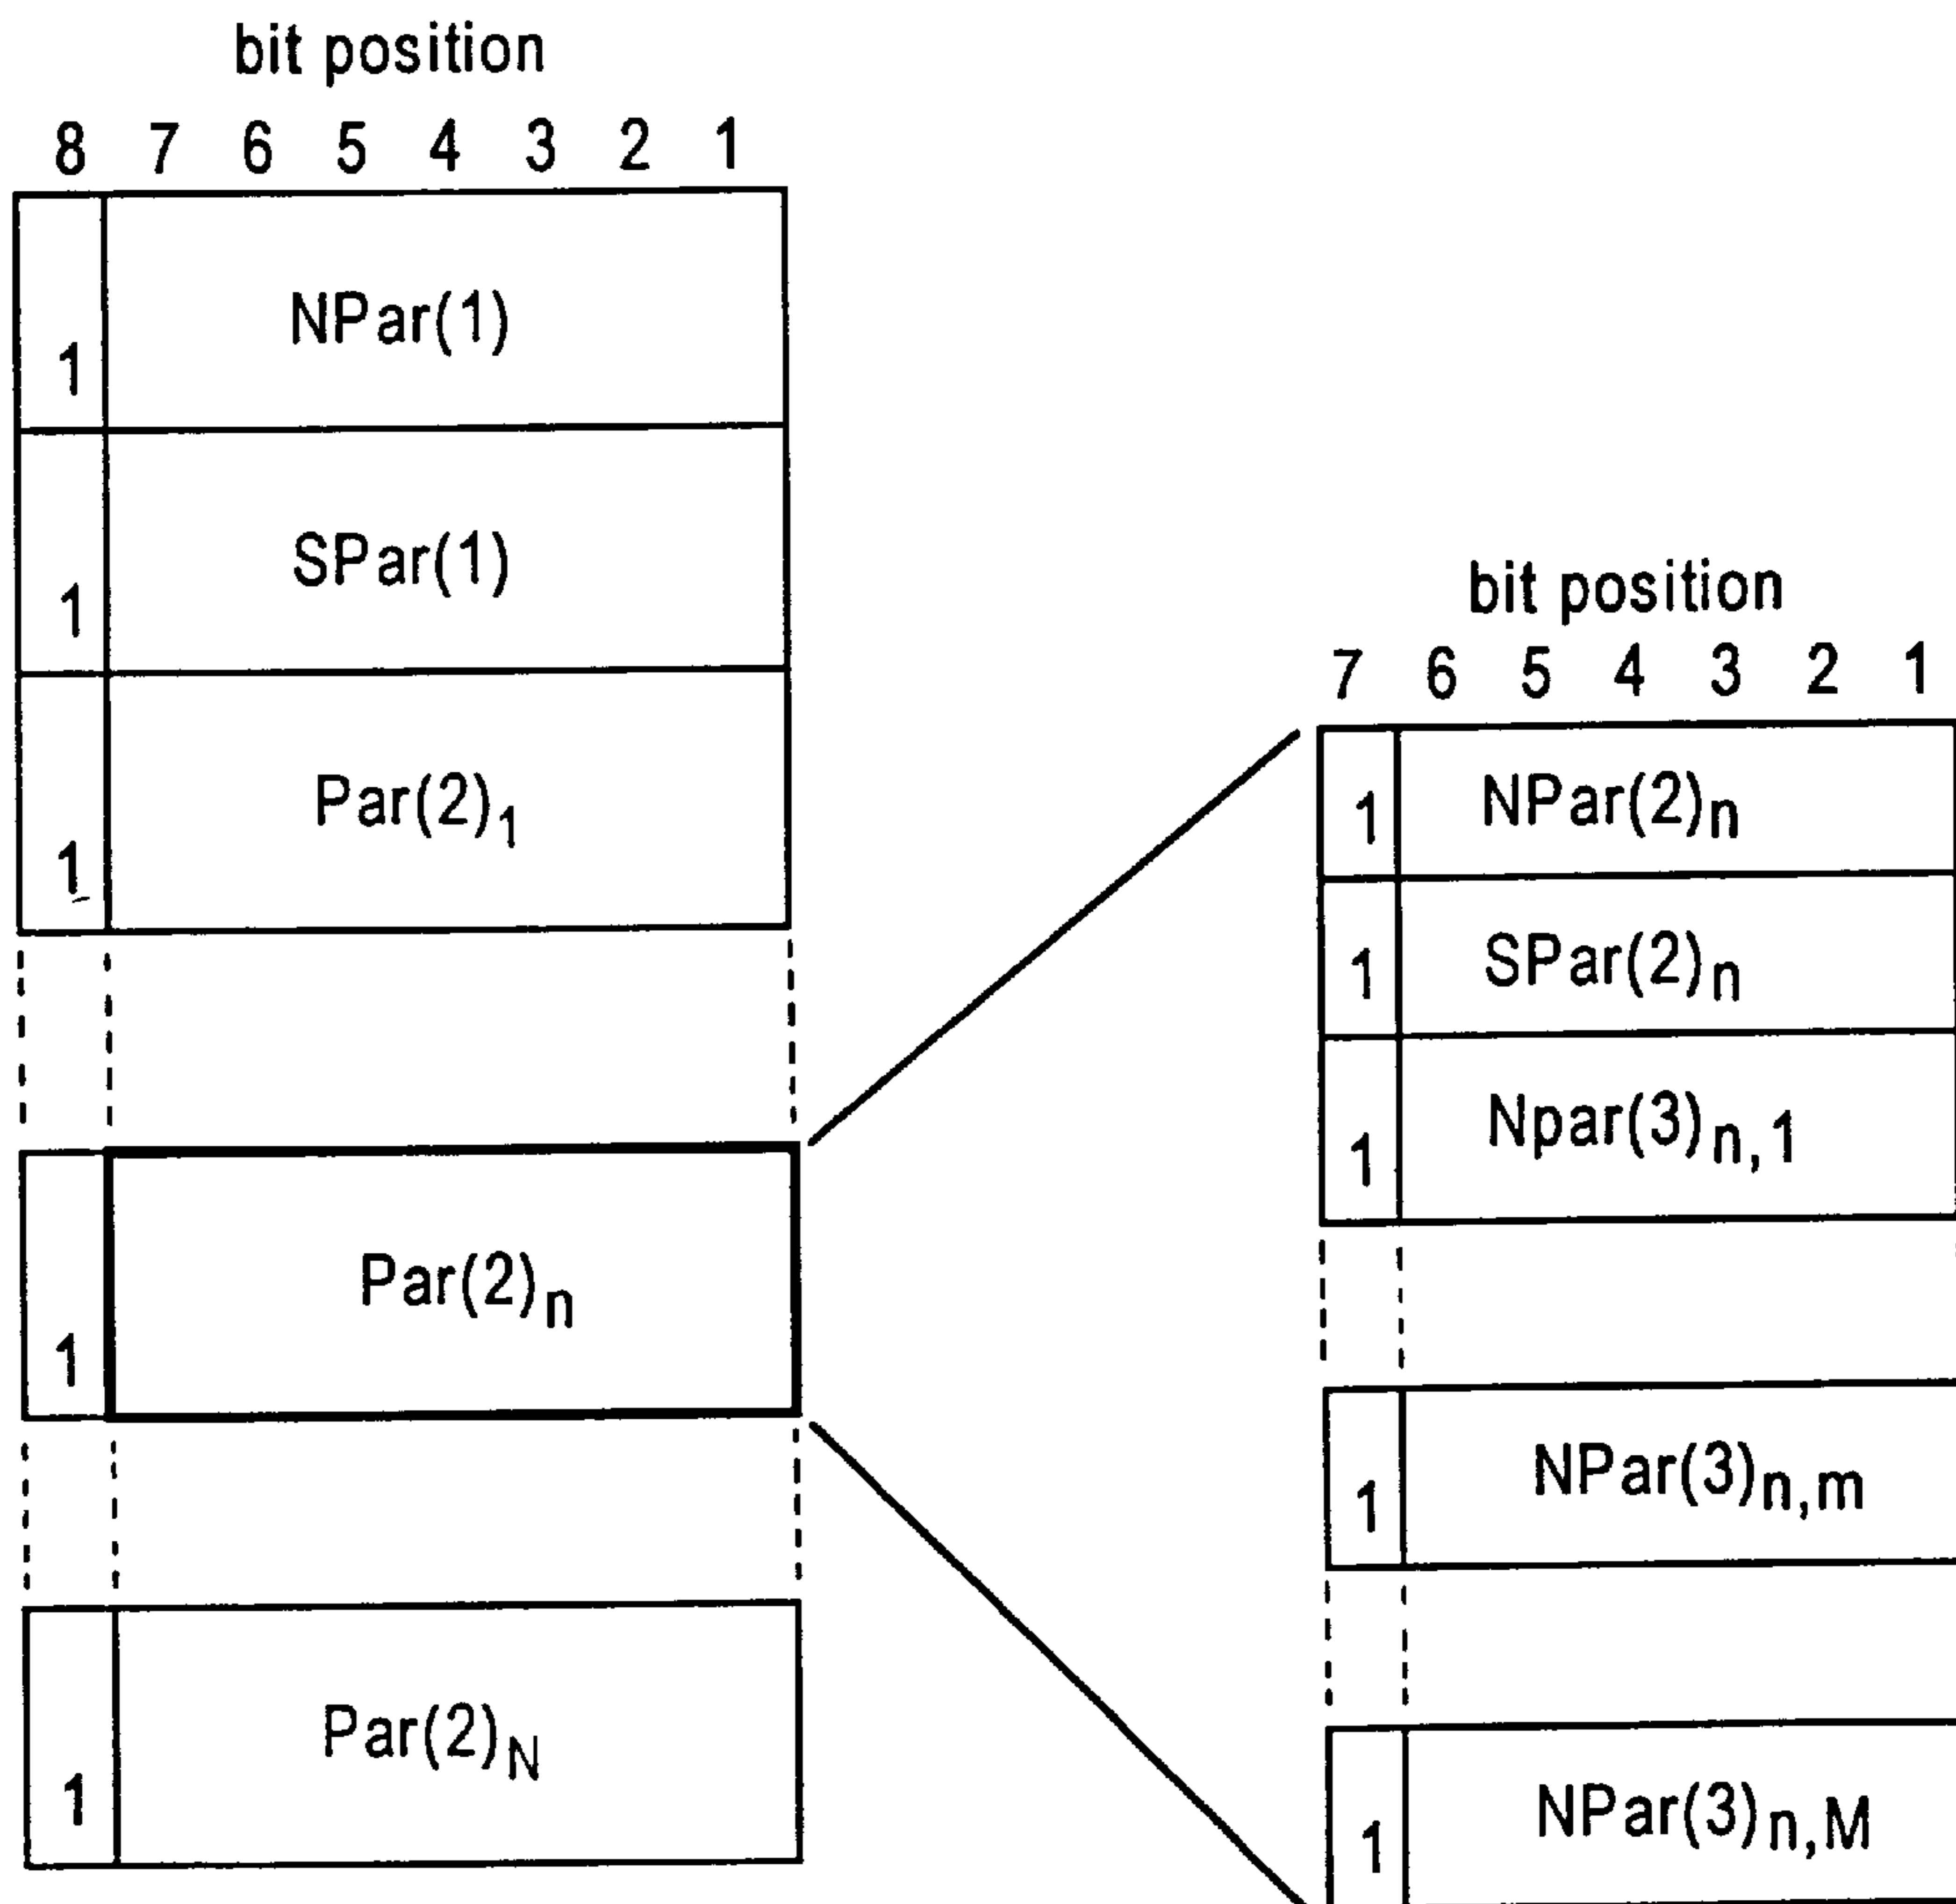 bit position
8 7 6 5 4 3 2 1
NPar(1)
1
SPar(1)
1
Par(2)1
1
Par(2)n
1
Par(2)N
1
bit position
7 6 5 4 3 2 1
1 NPar(2)n
1 SPar(2)n
1 Npar(3)n,1
1 NPar(3)n,m
1 NPar(3)n,M